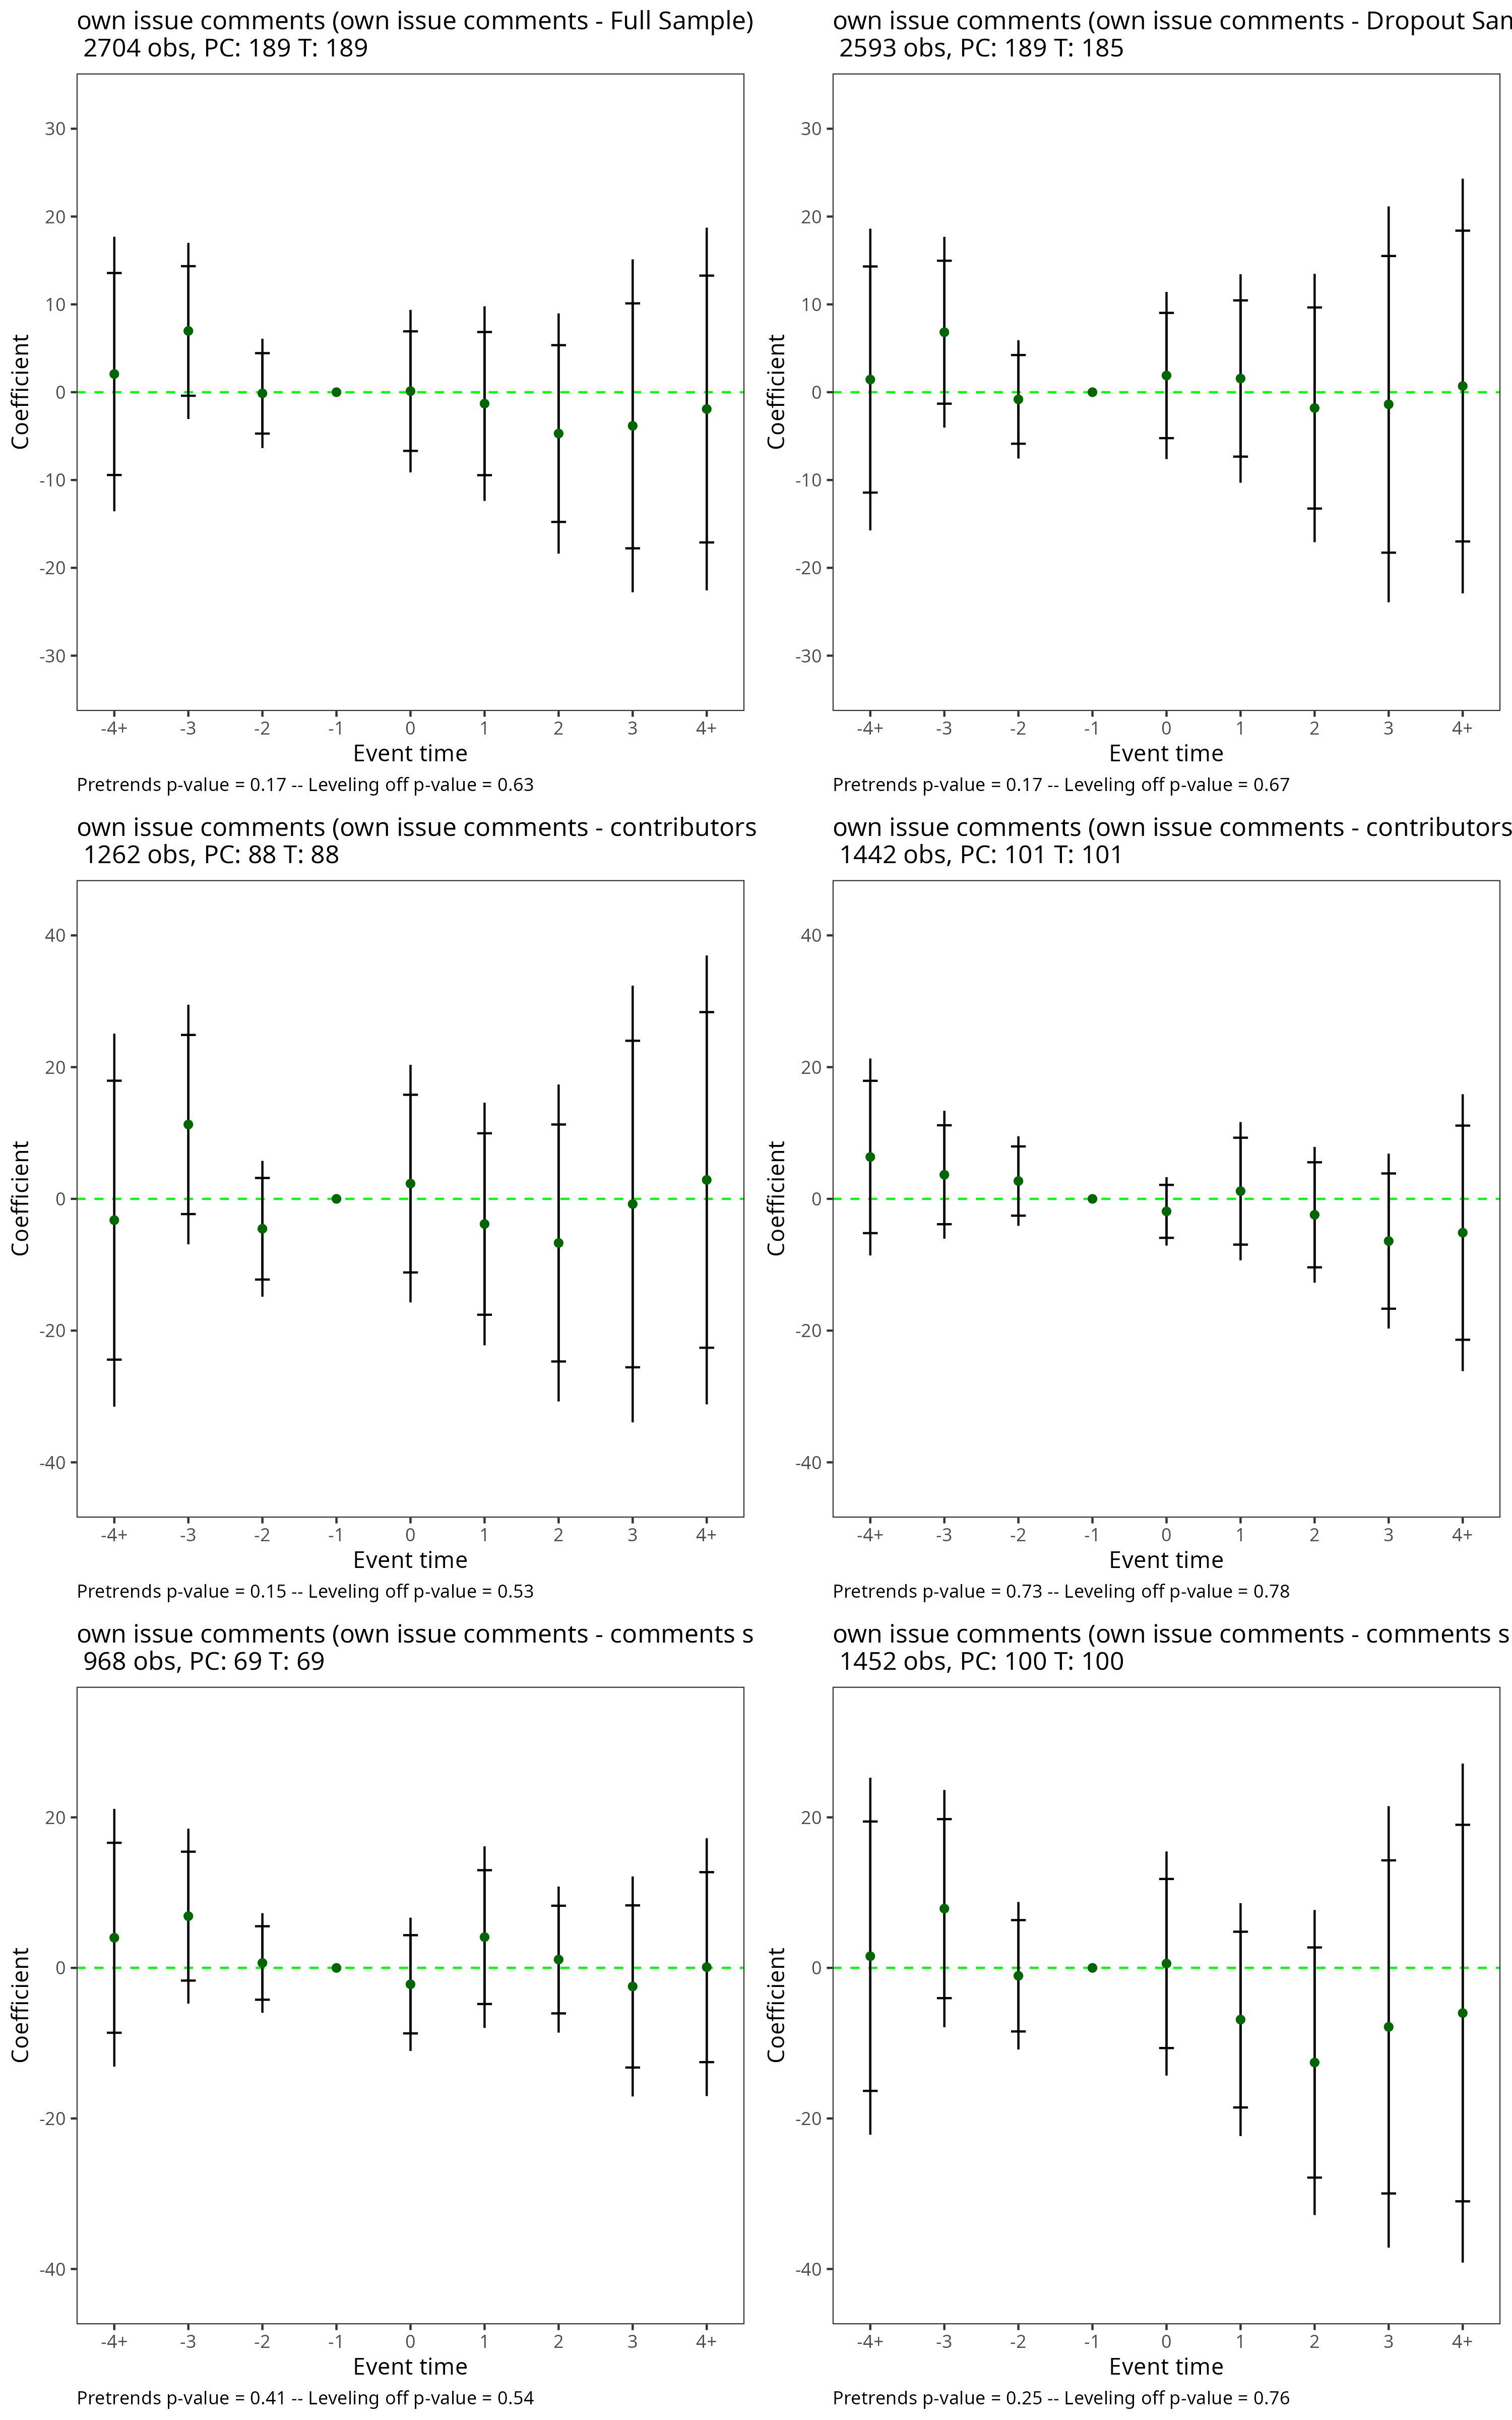 own issue comments (own issue comments - Full Sample)
2704 obs, PC: 189 T: 189
30
20
10
0
-10
-20
-30
Coefficient
-4+ -3 -2 -1 0 1 2 3 4+
Event time
Pretrends p-value = 0.17 -- Leveling off p-value = 0.63
own issue comments (own issue comments - Dropout Sam
2593 obs, PC: 189 T: 185
30
20
10
0
-10
-20
-30
Coefficient
-4+ -3 -2 -1 0 1 2 3 4+
Event time
Pretrends p-value = 0.17 -- Leveling off p-value = 0.67
own issue comments (own issue comments - contributors
1262 obs, PC: 88 T: 88
40
20
0
-20
-40
Coefficient
-4+ -3 -2 -1 0 1 2 3 4+
Event time
Pretrends p-value = 0.15 -- Leveling off p-value = 0.53
own issue comments (own issue comments - contributors
1442 obs, PC: 101 T: 101
40
20
0
-20
-40
Coefficient
-4+ -3 -2 -1 0 1 2 3 4+
Event time
Pretrends p-value = 0.73 -- Leveling off p-value = 0.78
own issue comments (own issue comments - comments s
968 obs, PC: 69 T: 69
20
0
-20
-40
Coefficient
-4+ -3 -2 -1 0 1 2 3 4+
Event time
Pretrends p-value = 0.41 -- Leveling off p-value = 0.54
own issue comments (own issue comments - comments s
1452 obs, PC: 100 T: 100
20
0
-20
-40
Coefficient
-4+ -3 -2 -1 0 1 2 3 4+
Event time
Pretrends p-value = 0.25 -- Leveling off p-value = 0.76